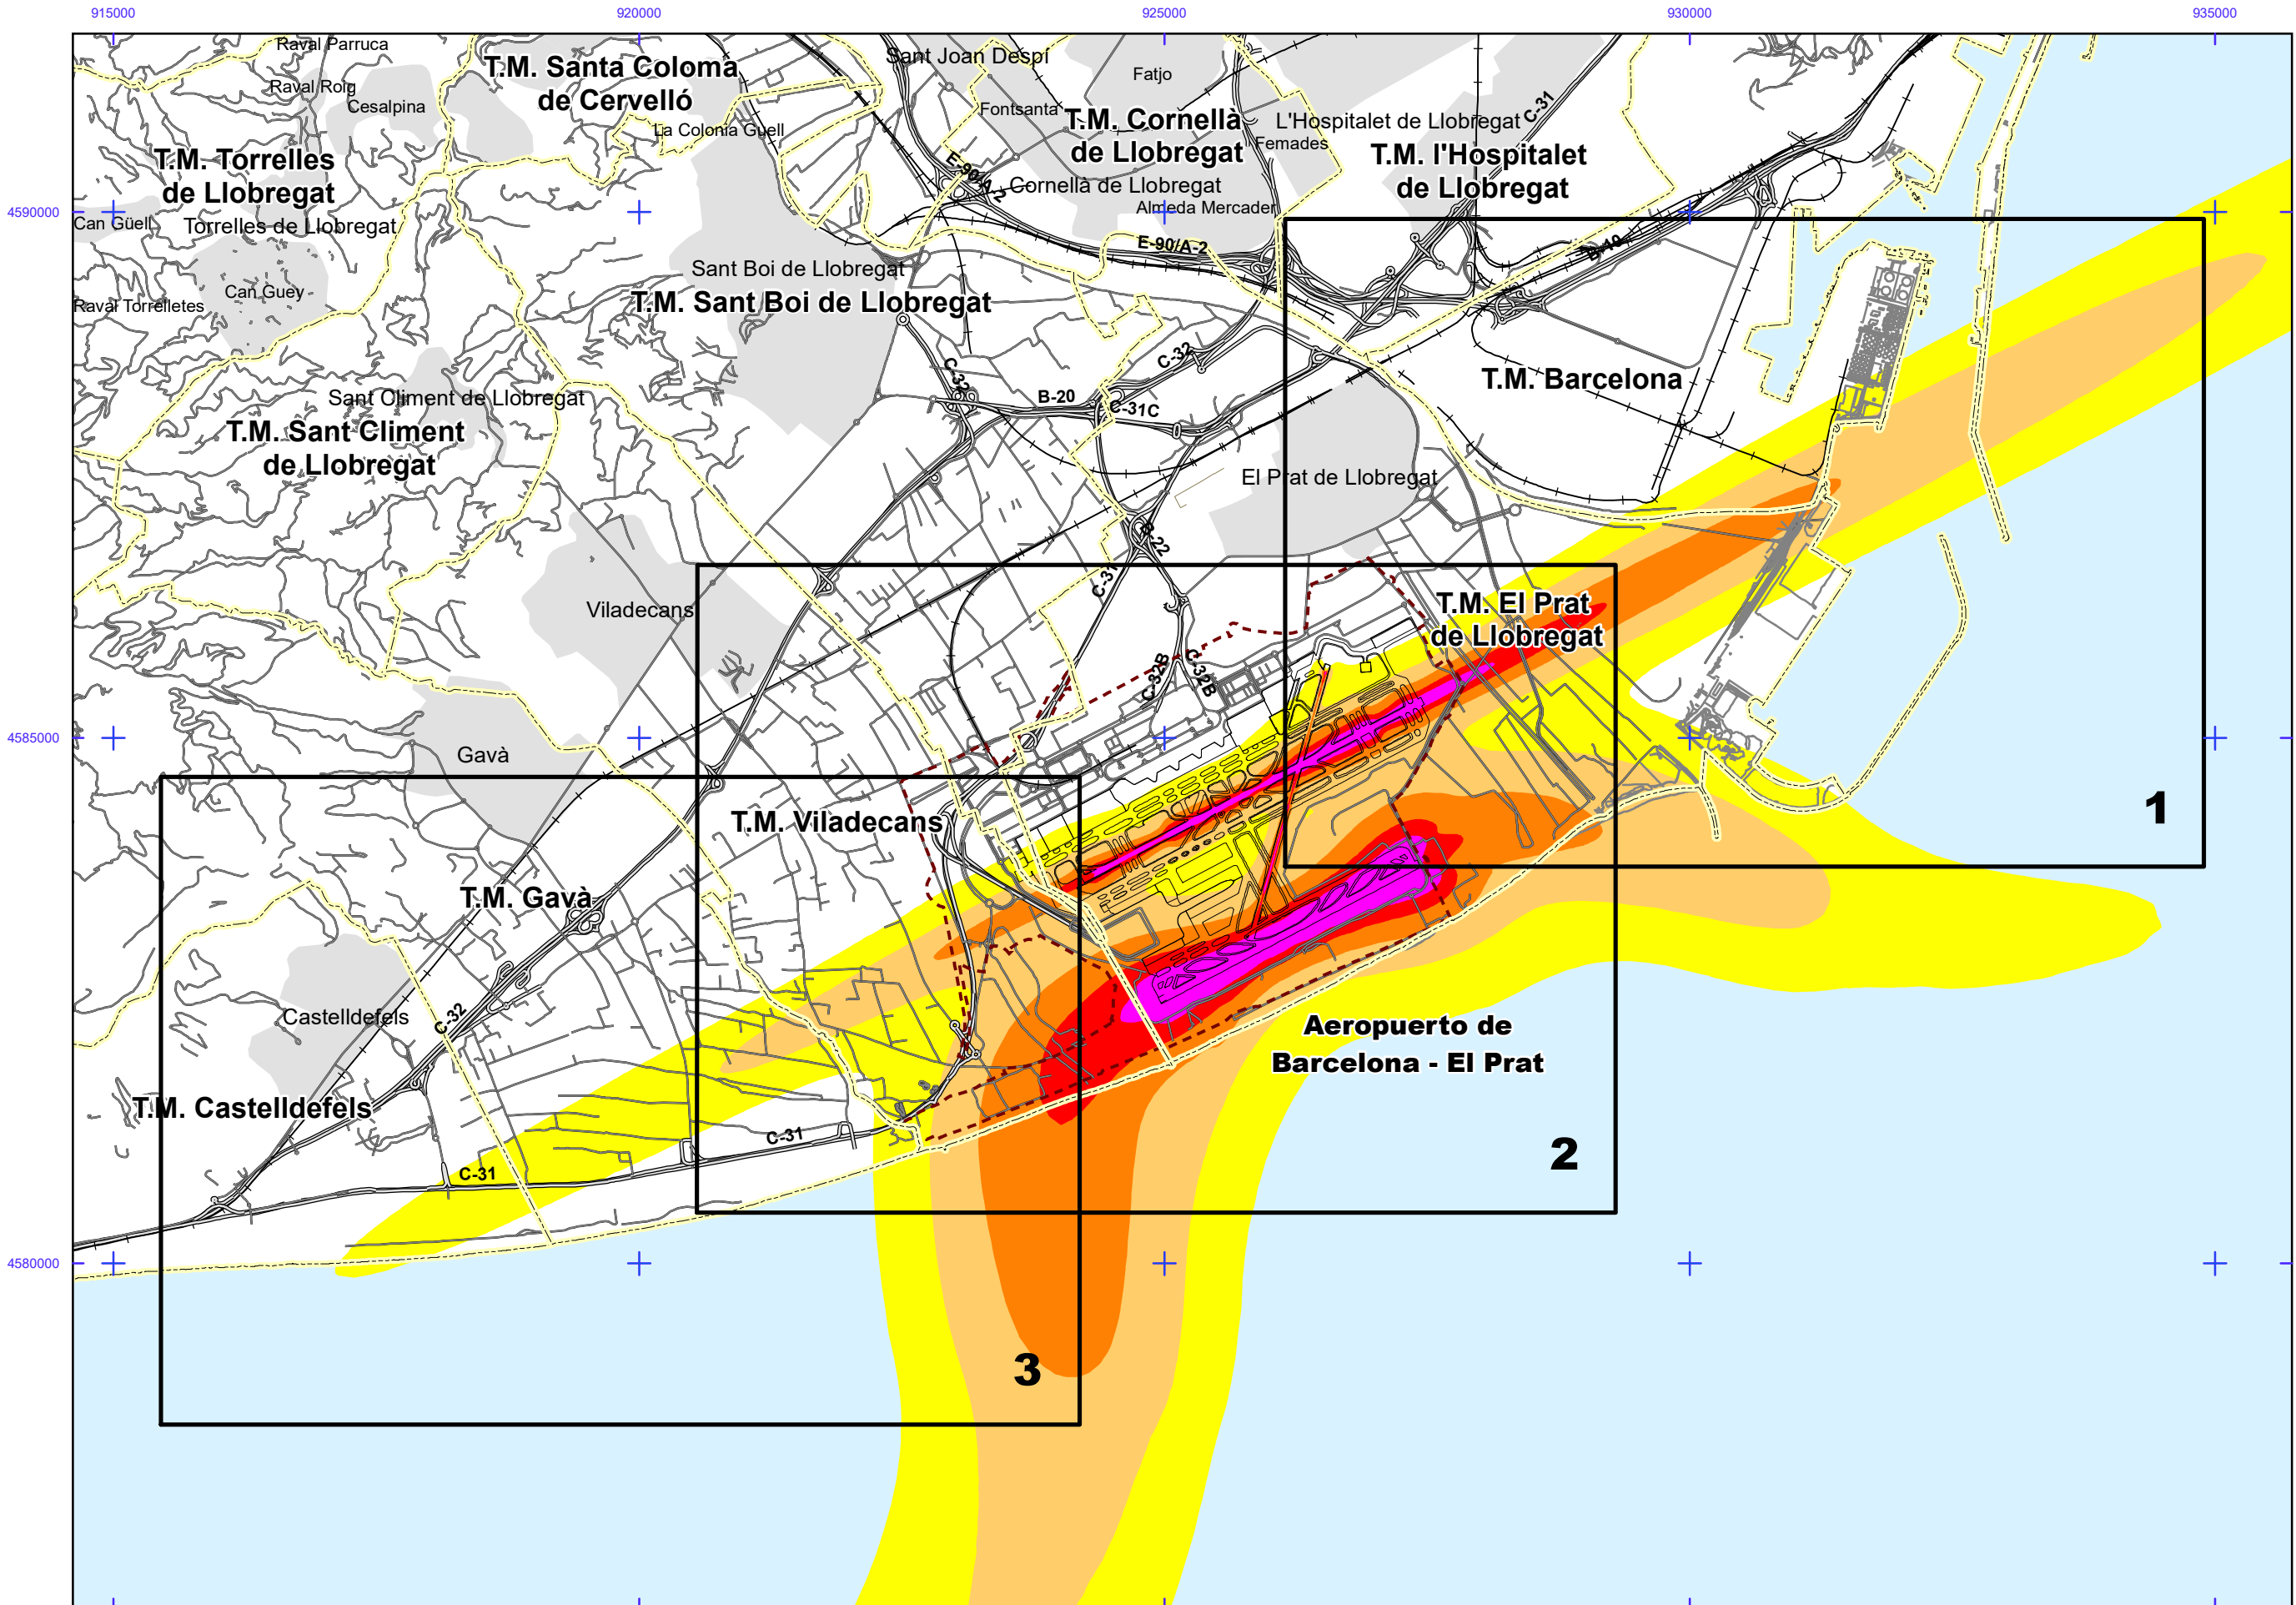 915000
920000
925000
930000
935000
Raval Parruca
Raval Roig
Cesalpina
T.M. Santa Coloma
de Cervelló
La Colonia Guell
Sant Joan Despí
Fatjo
Fontsanta
T.M. Cornellà
de Llobregat
L'Hospitalet de Llobregat
Femades
C-31
T.M. l'Hospitalet
de Llobregat
T.M. Torrelles
de Llobregat
E-90/A-2
Cornellà de Llobregat
Almeda Mercader
4590000
Can Güell
Torrelles de Llobregat
E-90/A-2
B-10
Sant Boi de Llobregat
T.M. Sant Boi de Llobregat
Can Guey
Raval Torrelletes
C-32
C-32
T.M. Barcelona
Sant Climent de Llobregat
B-20
C-31C
T.M. Sant Climent
de Llobregat
El Prat de Llobregat
B-22
C-31
Viladecans
T.M. El Prat
de Llobregat
C-32B
C-32B
4585000
Gavà
1
T.M. Viladecans
T.M. Gavà
Castelldefels
C-32
Aeropuerto de
Barcelona - El Prat
T.M. Castelldefels
C-31
2
C-31
4580000
3